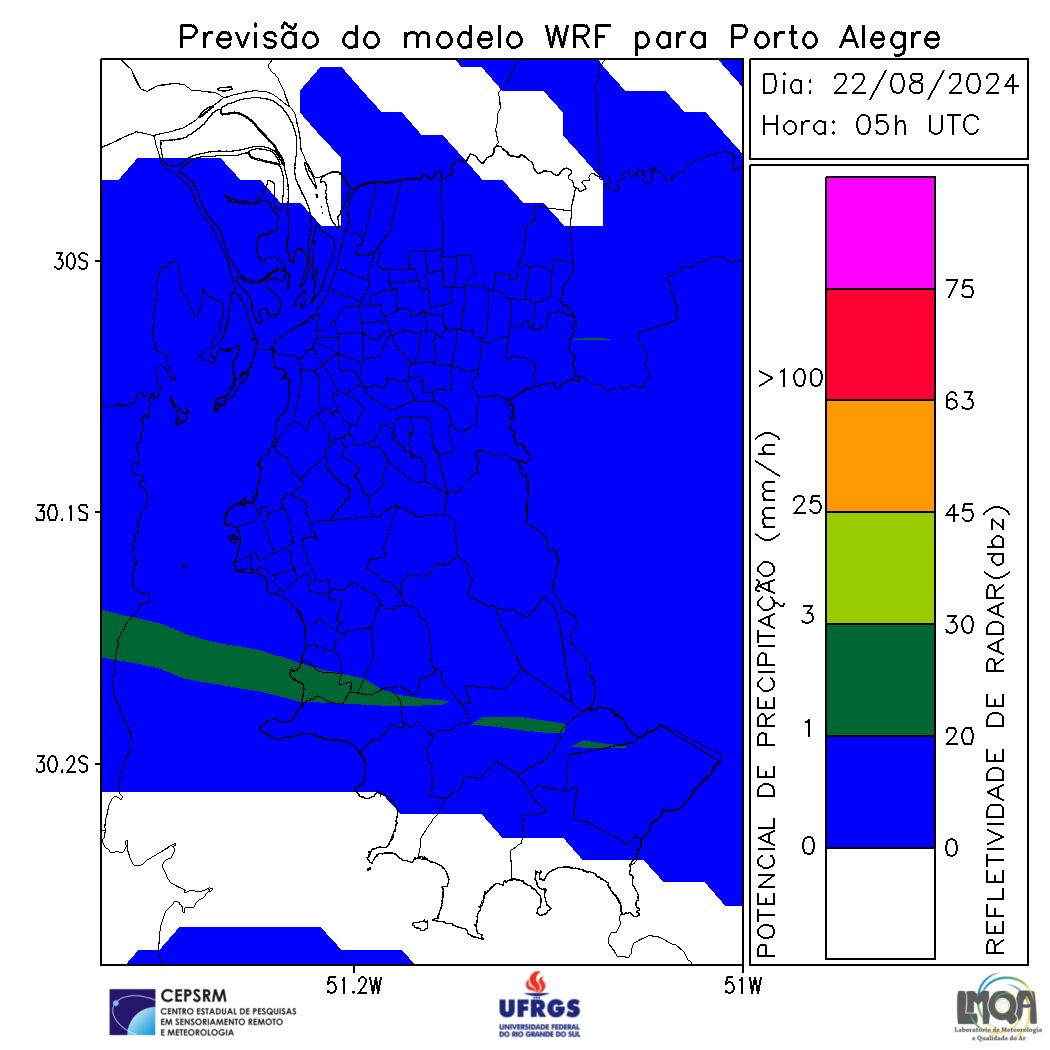 Previsão do modelo WRF para Porto Alegre
Dia: 22/08/2024
Hora: 05h UTC
30S
30.1S
30.2S
51.2W
51W
POTENCIAL DE PRECIPITAÇÃO (mm/h)
>100
25
3
1
0
75
63
45
30
20
0
REFLETIVIDADE DE RADAR(dbz)
CEPSRM
CENTRO ESTADUAL DE PESQUISAS
EM SENSORIAMENTO REMOTO
E METEOROLOGIA
UFRGS
UNIVERSIDADE FEDERAL
DO RIO GRANDE DO SUL
LMQA
Laboratório de Meteorologia
e Qualidade do Ar